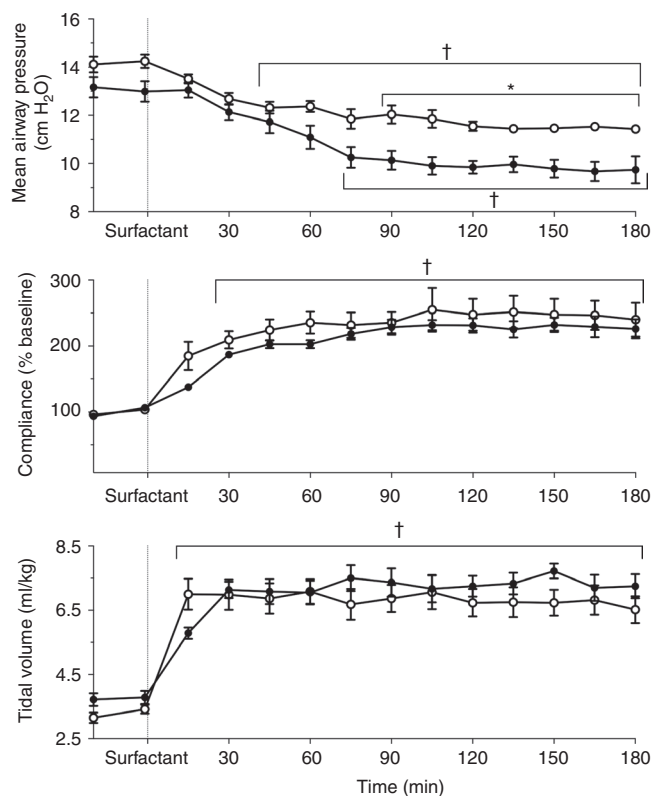 16
14
12
10
8
Mean airway pressure
(cm H₂O)
†
*
†
Surfactant 30 60 90 120 150 180
300
200
100
Compliance (% baseline)
†
Surfactant 30 60 90 120 150 180
8.5
6.5
4.5
2.5
Tidal volume (ml/kg)
†
Surfactant 30 60 90 120 150 180
Time (min)